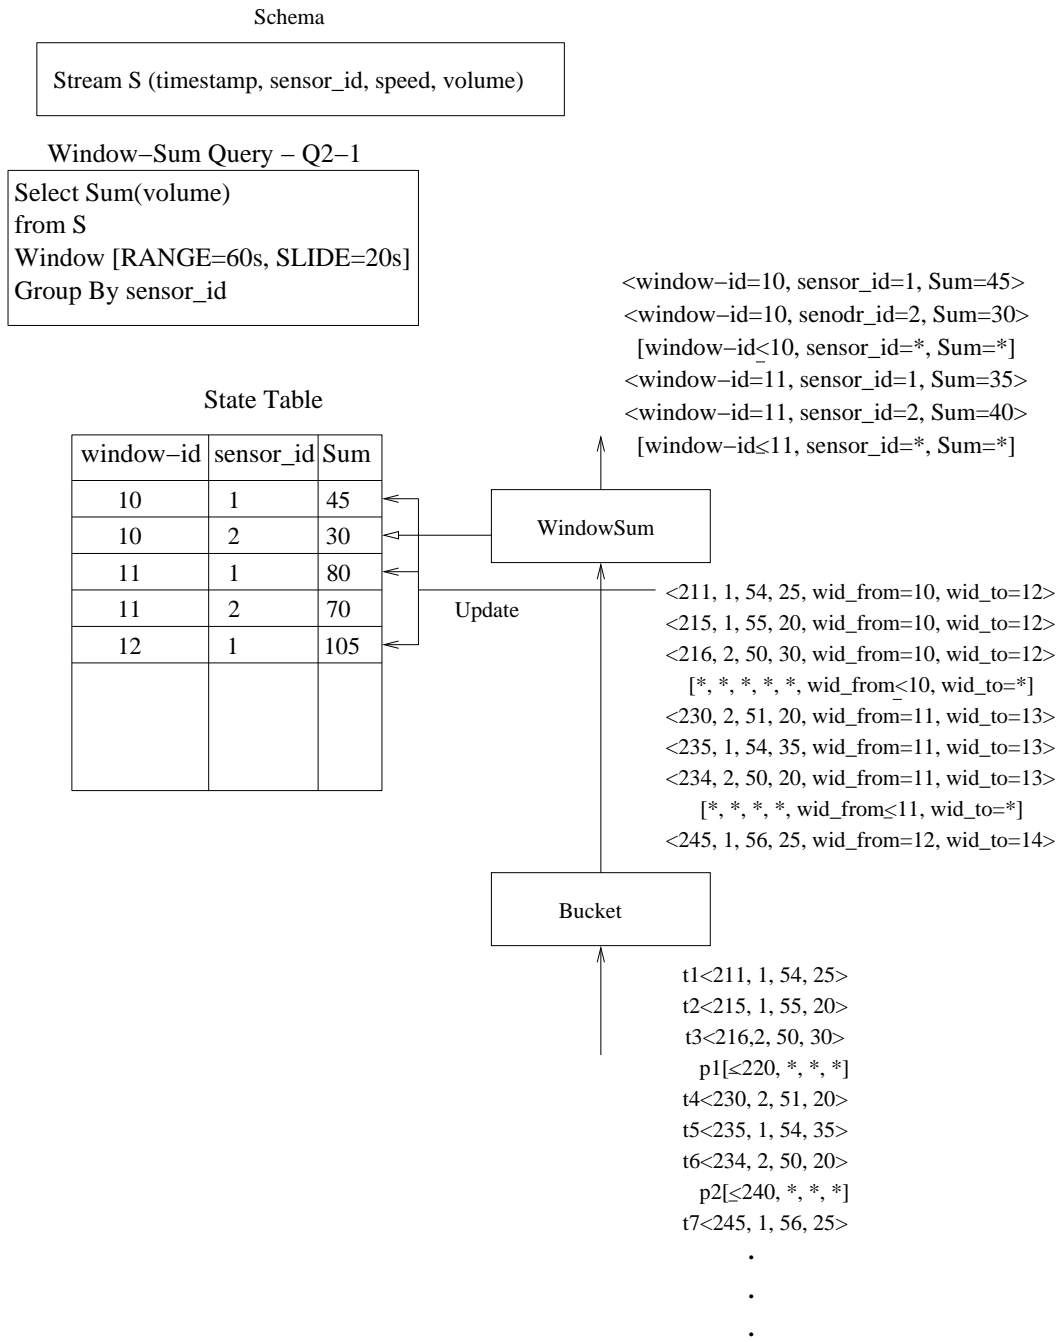 Schema
Stream S (timestamp, sensor_id, speed, volume)
Window−Sum Query − Q2−1
Select Sum(volume)
from S
Window [RANGE=60s, SLIDE=20s]
Group By sensor_id
<window−id=10, sensor_id=1, Sum=45>
<window−id=10, senodr_id=2, Sum=30>
[window−id≤10, sensor_id=*, Sum=*]
<window−id=11, sensor_id=1, Sum=35>
<window−id=11, sensor_id=2, Sum=40>
[window−id≤11, sensor_id=*, Sum=*]
State Table
window−id sensor_id Sum
10 1 45
10 2 30
11 1 80
11 2 70
12 1 105
WindowSum
Update
<211, 1, 54, 25, wid_from=10, wid_to=12>
<215, 1, 55, 20, wid_from=10, wid_to=12>
<216, 2, 50, 30, wid_from=10, wid_to=12>
[*, *, *, *, *, wid_from≤10, wid_to=*]
<230, 2, 51, 20, wid_from=11, wid_to=13>
<235, 1, 54, 35, wid_from=11, wid_to=13>
<234, 2, 50, 20, wid_from=11, wid_to=13>
[*, *, *, *, wid_from≤11, wid_to=*]
<245, 1, 56, 25, wid_from=12, wid_to=14>
Bucket
t1<211, 1, 54, 25>
t2<215, 1, 55, 20>
t3<216,2, 50, 30>
p1[≤220, *, *, *]
t4<230, 2, 51, 20>
t5<235, 1, 54, 35>
t6<234, 2, 50, 20>
p2[≤240, *, *, *]
t7<245, 1, 56, 25>
.
.
.